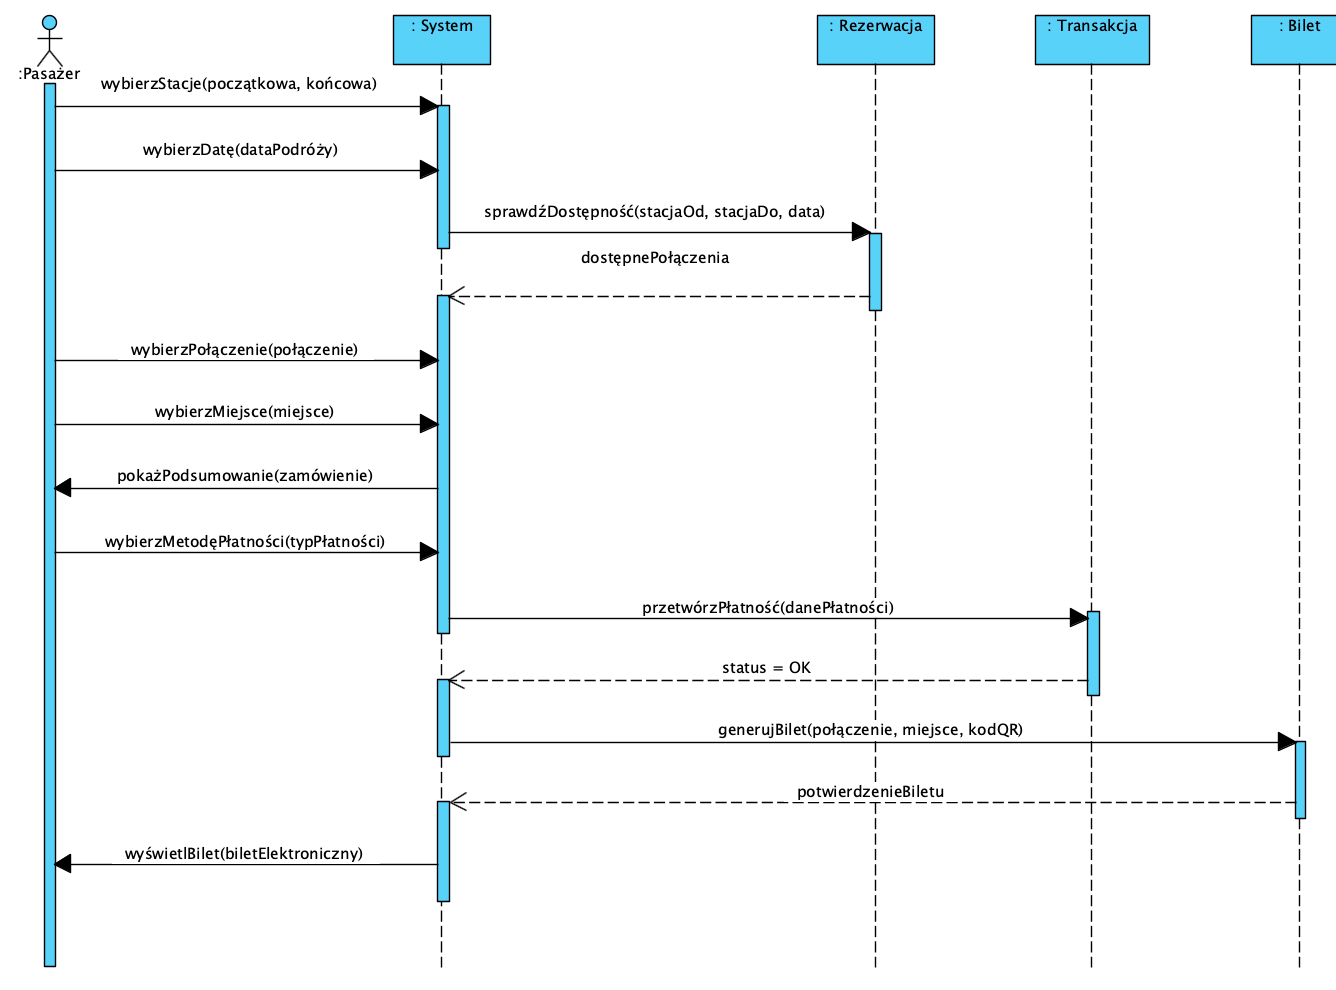 :Pasażer
: System
: Rezerwacja
: Transakcja
: Bilet
wybierzStacje(początkowa, końcowa)
wybierzDatę(dataPodróży)
sprawdźDostępność(stacjaOd, stacjaDo, data)
dostępnePołączenia
wybierzPołączenie(połączenie)
wybierzMiejsce(miejsce)
pokażPodsumowanie(zamówienie)
wybierzMetodęPłatności(typPłatności)
przetwórzPłatność(danePłatności)
status = OK
generujBilet(połączenie, miejsce, kodQR)
potwierdzenieBiletu
wyświetlBilet(biletElektroniczny)